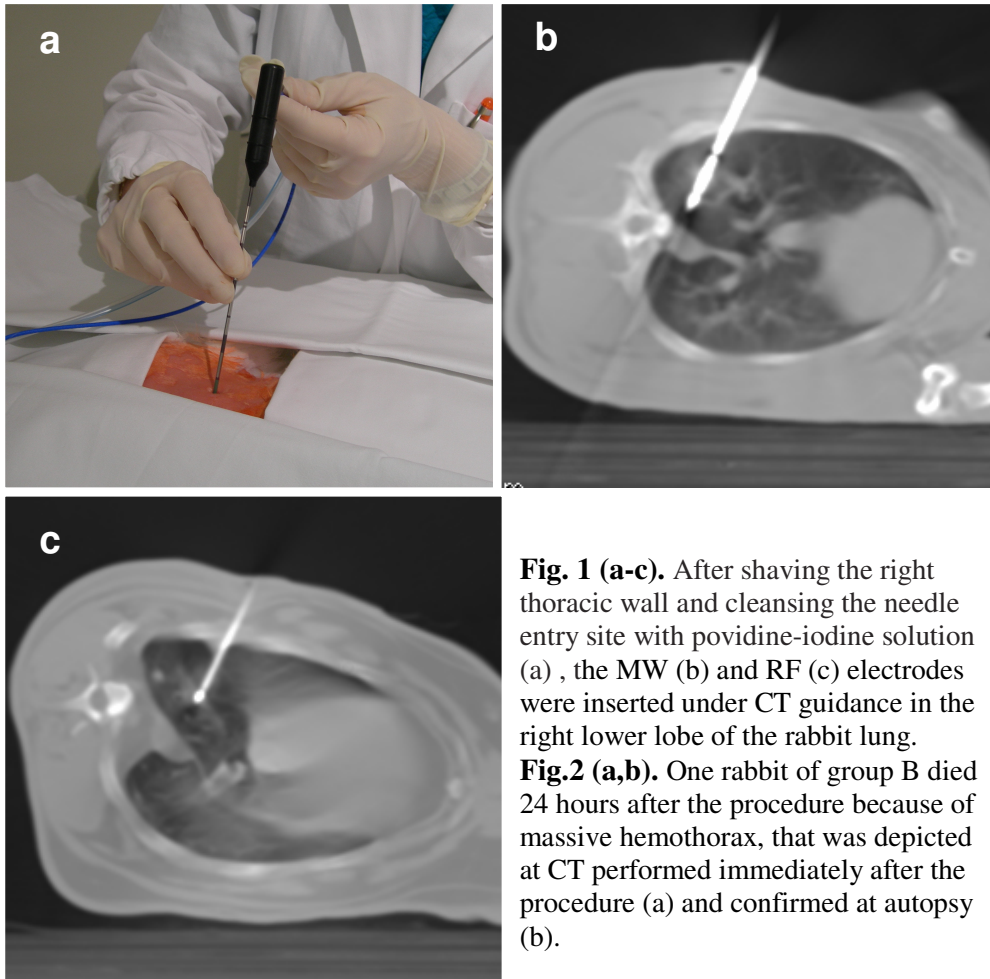 a
b
c
Fig. 1 (a-c). After shaving the right
thoracic wall and cleansing the needle
entry site with povidine-iodine solution
(a) , the MW (b) and RF (c) electrodes
were inserted under CT guidance in the
right lower lobe of the rabbit lung.
Fig.2 (a,b). One rabbit of group B died
24 hours after the procedure because of
massive hemothorax, that was depicted
at CT performed immediately after the
procedure (a) and confirmed at autopsy
(b).